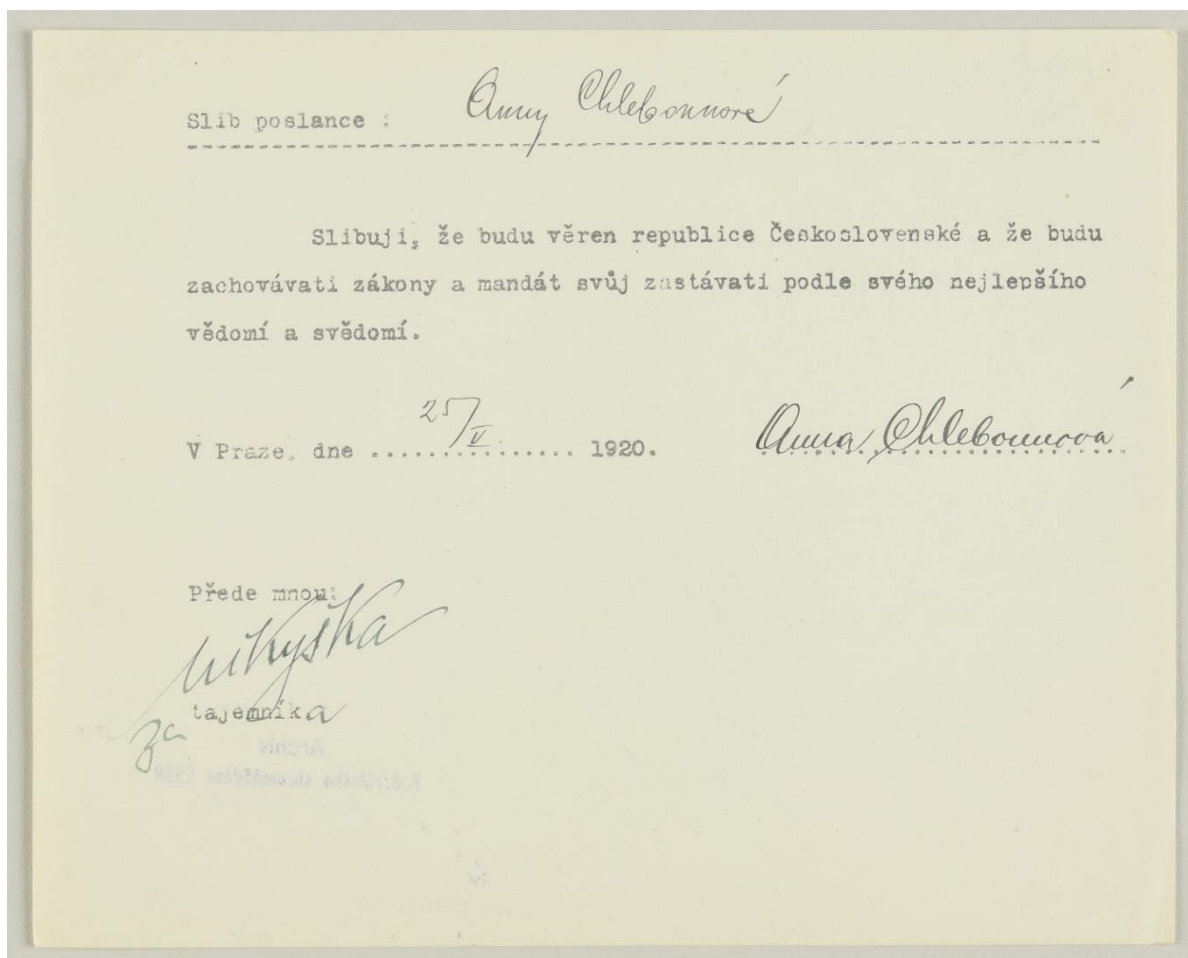 Slib poslance : Anny Chlebounové
Slibuji, že budu věren republice Československé a že budu
zachovávati zákony a mandát svůj zastávati podle svého nejlepšího
vědomí a svědomí.
V Praze, dne 25/V. 1920. Anna Chlebounová
Přede mnou:
Mikyška
za tajemníka
Archiv
Federálního shromáždění ČSSR